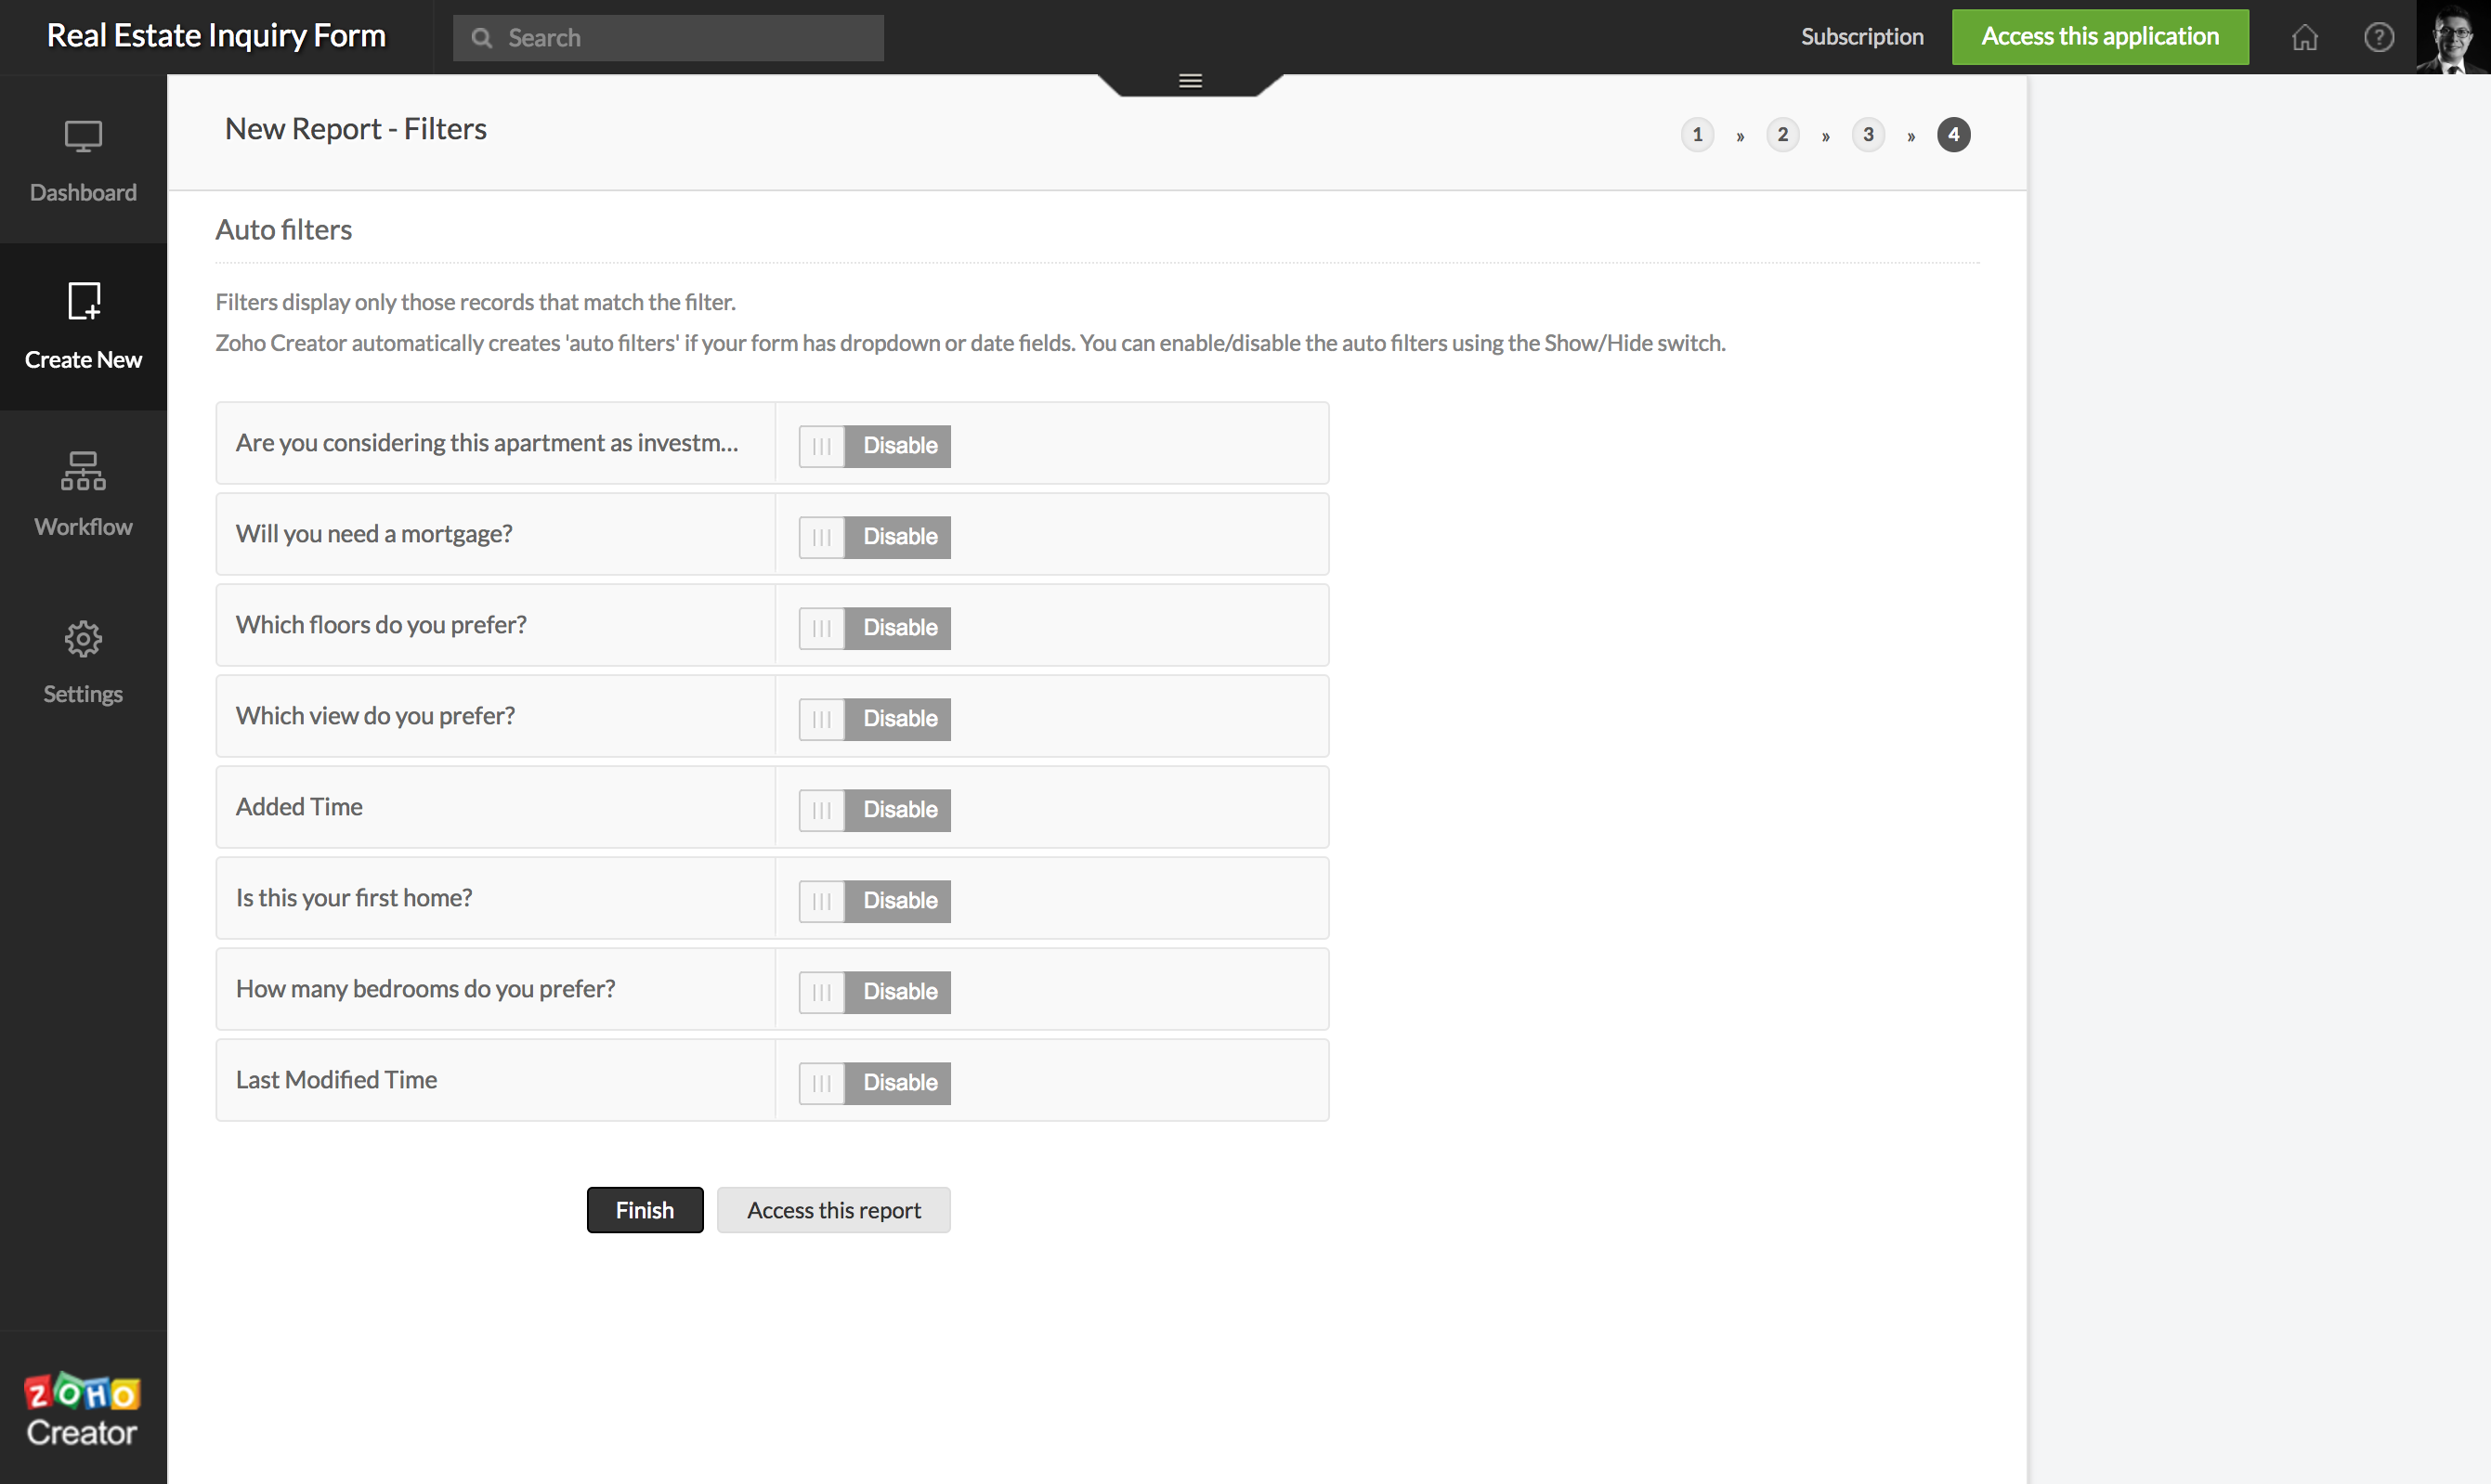 Real Estate Inquiry Form
Search
Subscription
Access this application
?
Dashboard
Create New
Workflow
Settings
New Report - Filters
1 » 2 » 3 » 4
Auto filters
Filters display only those records that match the filter.
Zoho Creator automatically creates 'auto filters' if your form has dropdown or date fields. You can enable/disable the auto filters using the Show/Hide switch.
Are you considering this apartment as investm... Disable
Will you need a mortgage? Disable
Which floors do you prefer? Disable
Which view do you prefer? Disable
Added Time Disable
Is this your first home? Disable
How many bedrooms do you prefer? Disable
Last Modified Time Disable
Finish
Access this report
ZOHO
Creator